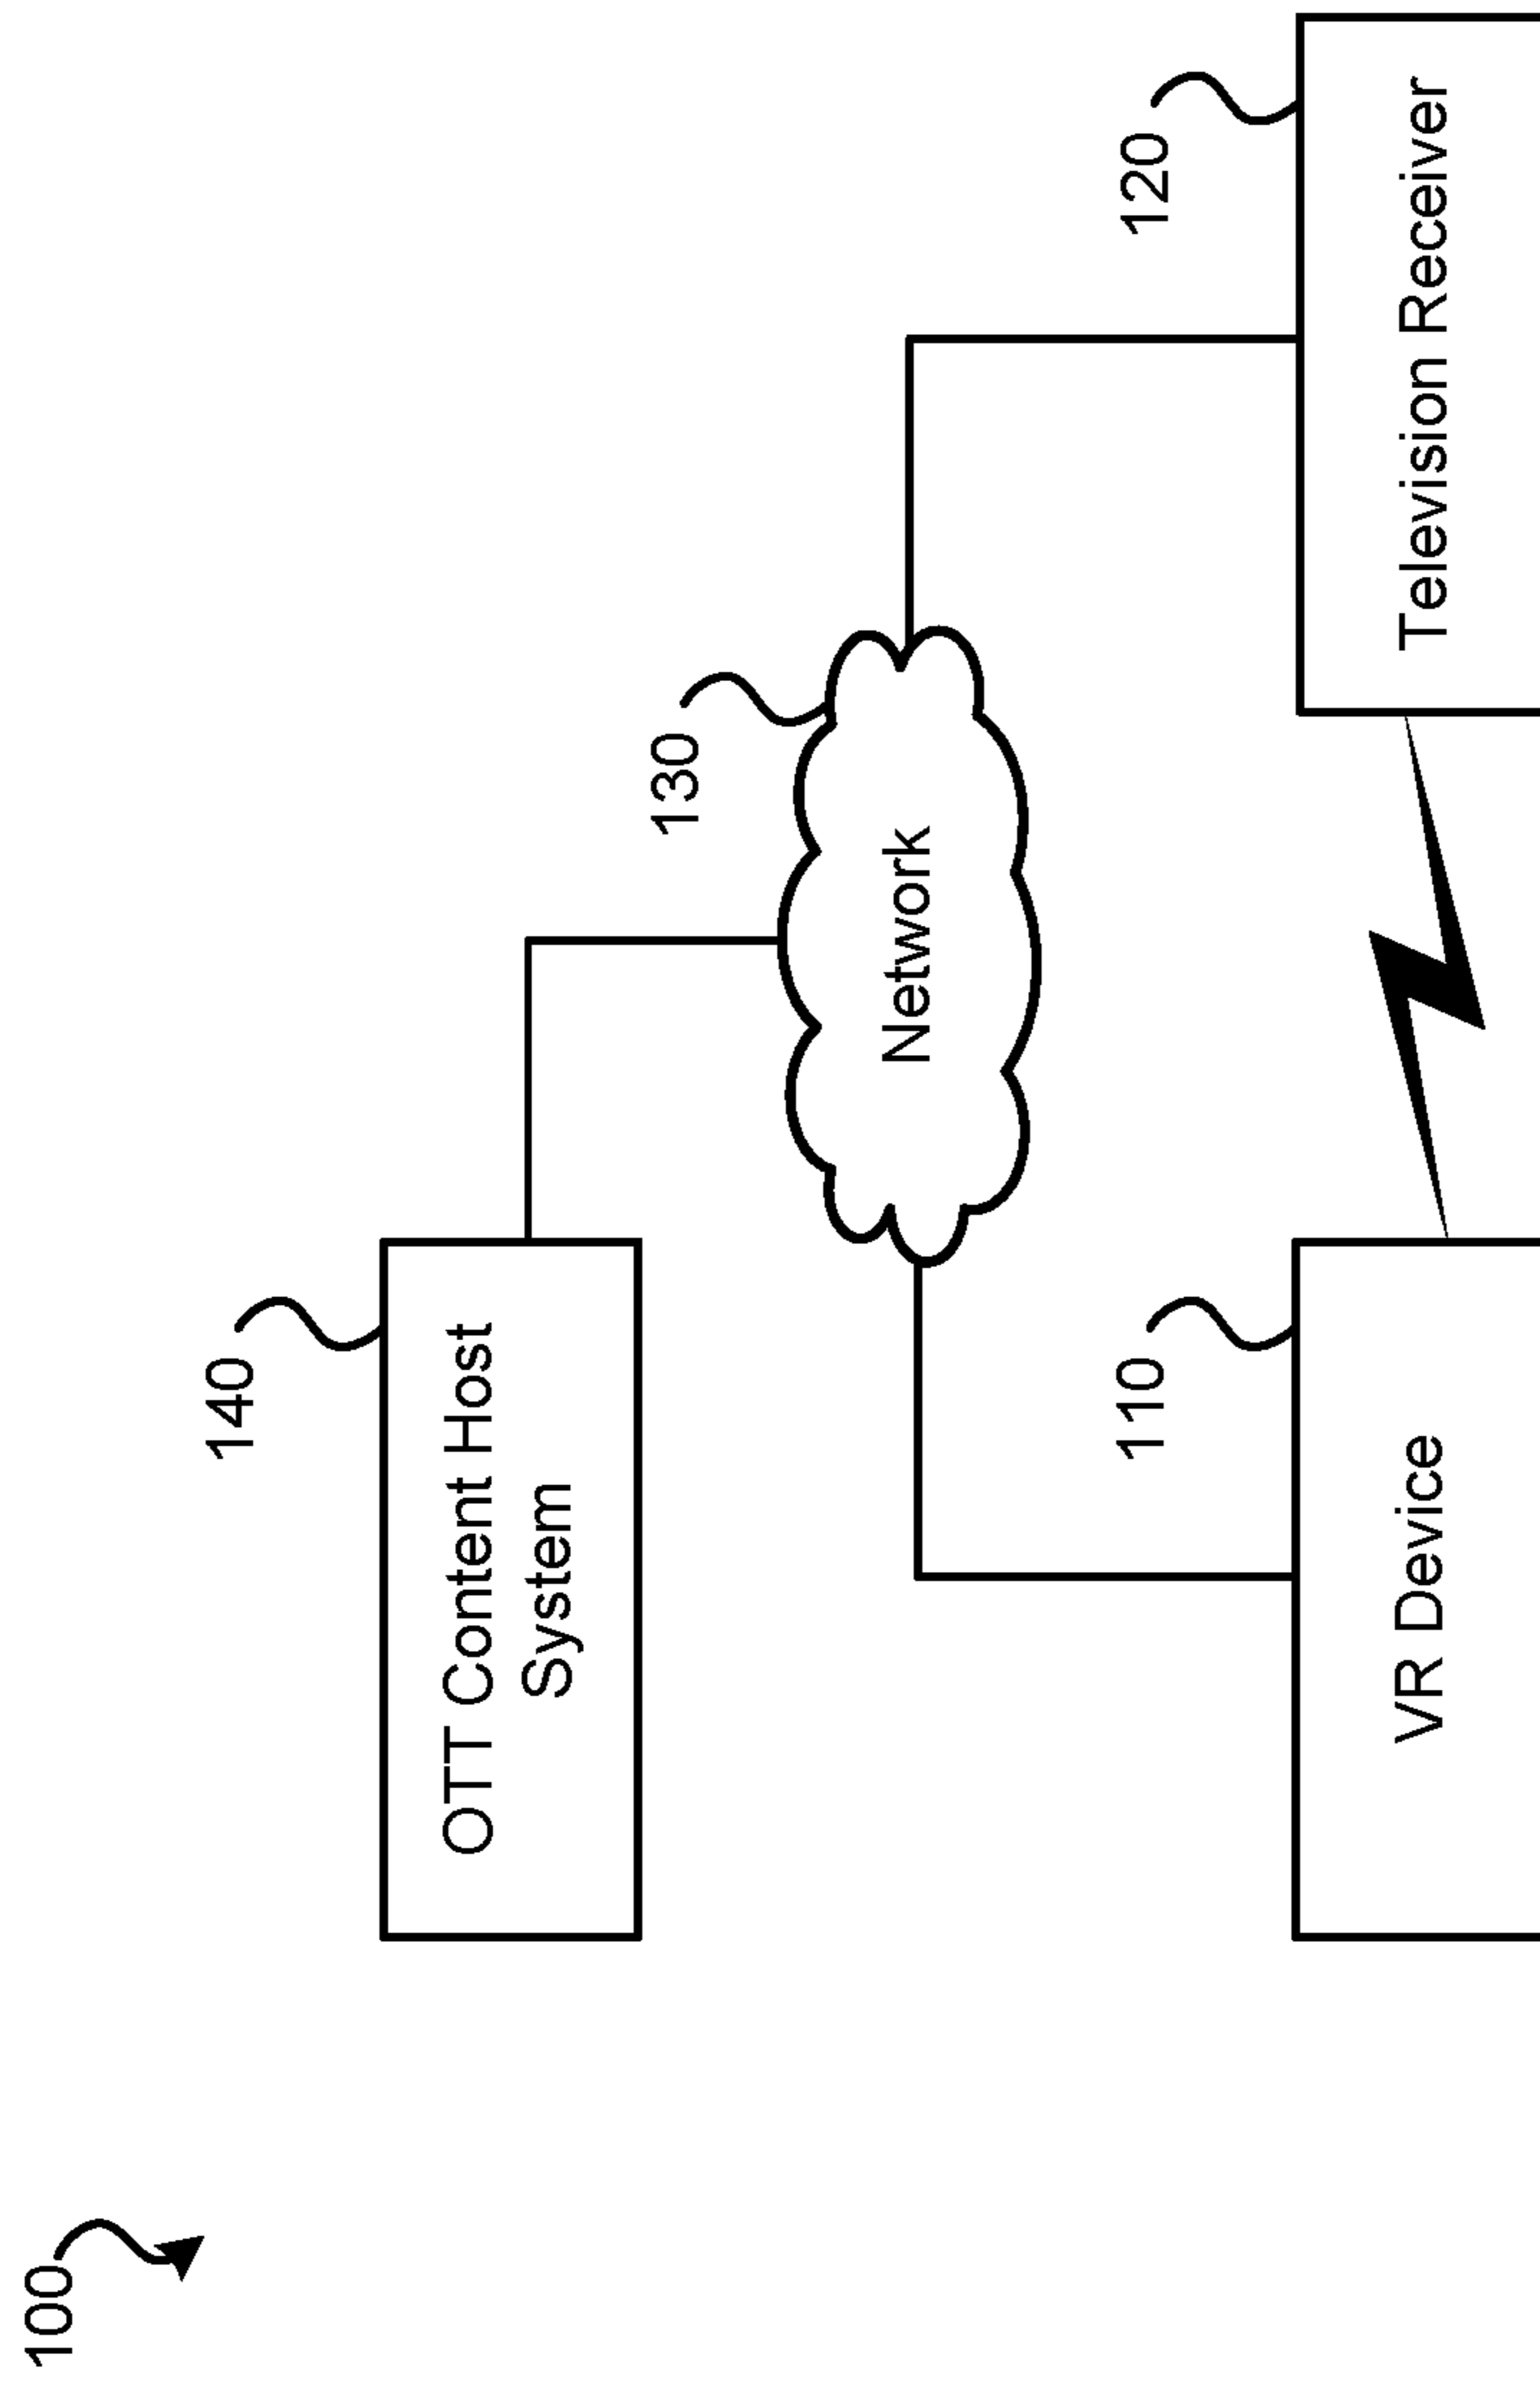 100
140
OTT Content Host
System
130
Network
110
VR Device
120
Television Receiver